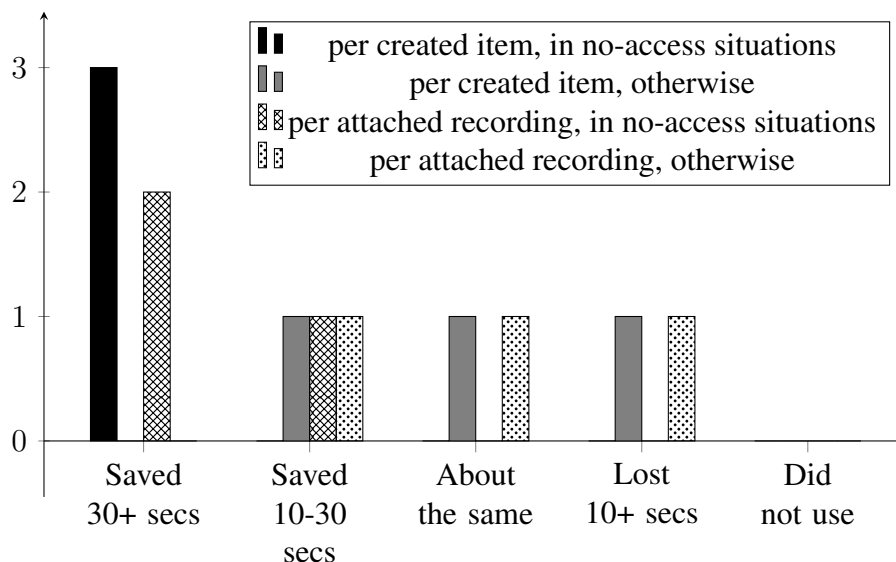 per created item, in no-access situations
per created item, otherwise
per attached recording, in no-access situations
per attached recording, otherwise
3
2
1
0
Saved
30+ secs
Saved
10-30
secs
About
the same
Lost
10+ secs
Did
not use